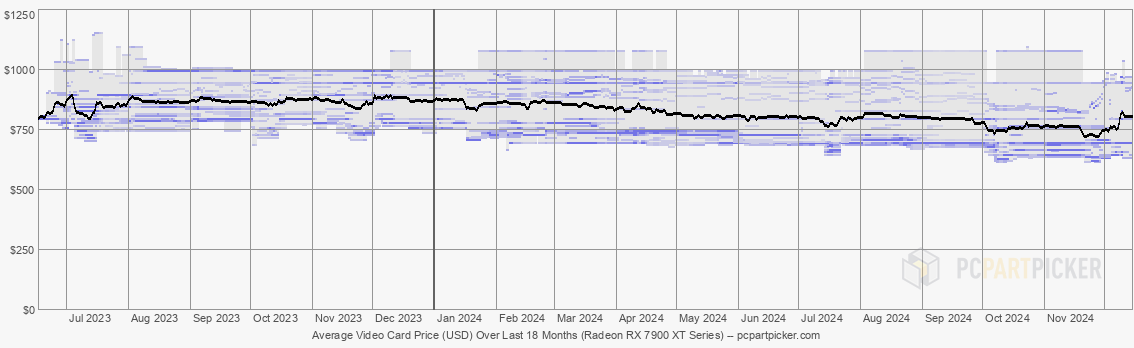 $1250
$1000
$750
$500
$250
$0
PCPARTPICKER
Jul 2023 Aug 2023 Sep 2023 Oct 2023 Nov 2023 Dec 2023 Jan 2024 Feb 2024 Mar 2024 Apr 2024 May 2024 Jun 2024 Jul 2024 Aug 2024 Sep 2024 Oct 2024 Nov 2024
Average Video Card Price (USD) Over Last 18 Months (Radeon RX 7900 XT Series) -- pcpartpicker.com